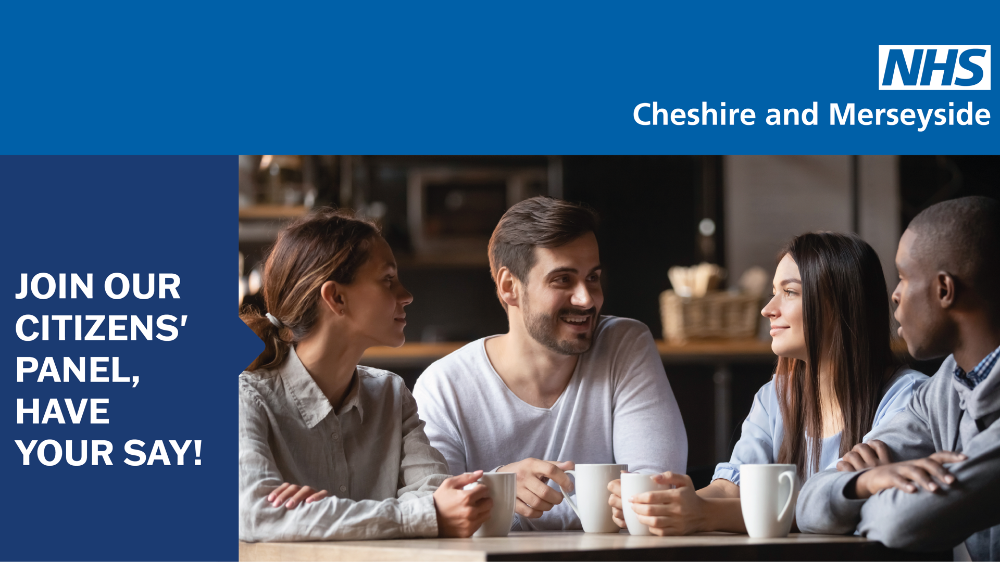 NHS
Cheshire and Merseyside
JOIN OUR
CITIZENS'
PANEL,
HAVE
YOUR SAY!